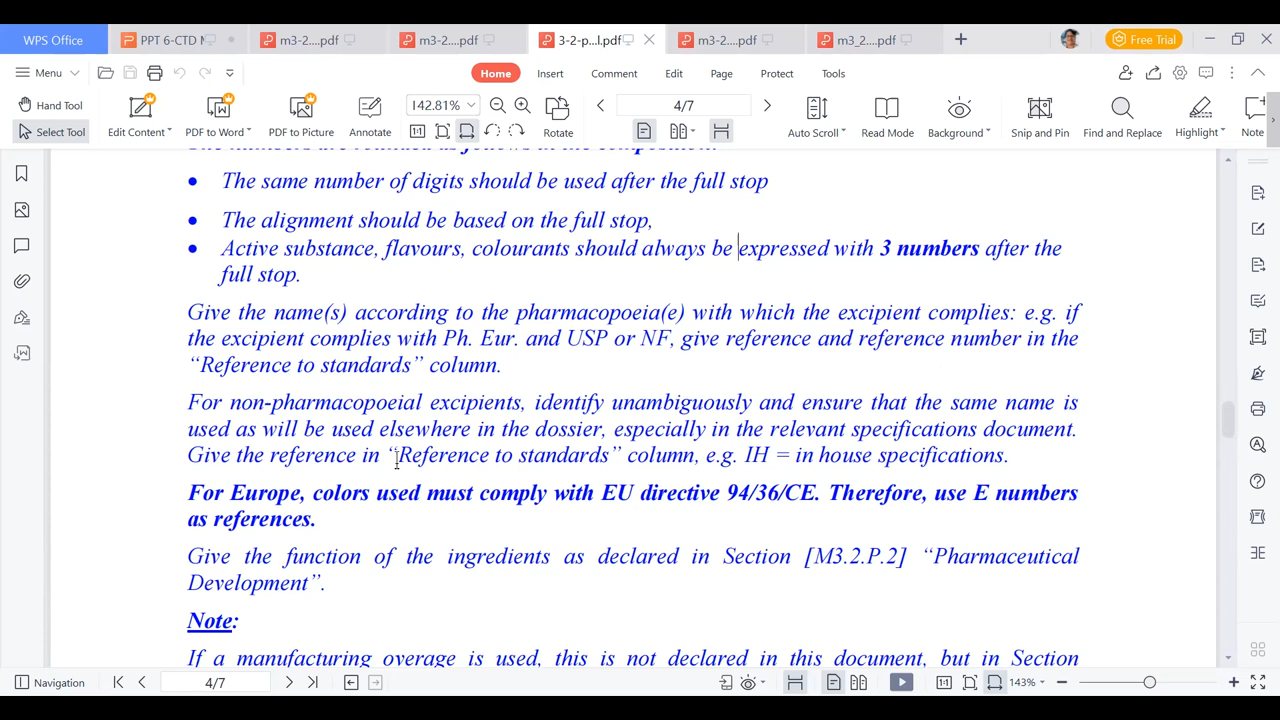 WPS Office
PPT 6-CTD M
m3-2....pdf
m3-2....pdf
3-2-p...l.pdf
m3-2....pdf
m3_2....pdf
Free Trial
Menu
Home
Insert
Comment
Edit
Page
Protect
Tools
Hand Tool
Select Tool
Edit Content
PDF to Word
PDF to Picture
Annotate
142.81%
Rotate
4/7
Auto Scroll
Read Mode
Background
Snip and Pin
Find and Replace
Highlight
Note
The numbers are rounded as follows in the composition:
• The same number of digits should be used after the full stop
• The alignment should be based on the full stop,
• Active substance, flavours, colourants should always be expressed with 3 numbers after the
full stop.
Give the name(s) according to the pharmacopoeia(e) with which the excipient complies: e.g. if
the excipient complies with Ph. Eur. and USP or NF, give reference and reference number in the
“Reference to standards” column.
For non-pharmacopoeial excipients, identify unambiguously and ensure that the same name is
used as will be used elsewhere in the dossier, especially in the relevant specifications document.
Give the reference in “Reference to standards” column, e.g. IH = in house specifications.
For Europe, colors used must comply with EU directive 94/36/CE. Therefore, use E numbers
as references.
Give the function of the ingredients as declared in Section [M3.2.P.2] “Pharmaceutical
Development”.
Note:
If a manufacturing overage is used, this is not declared in this document, but in Section
Navigation
4/7
143%